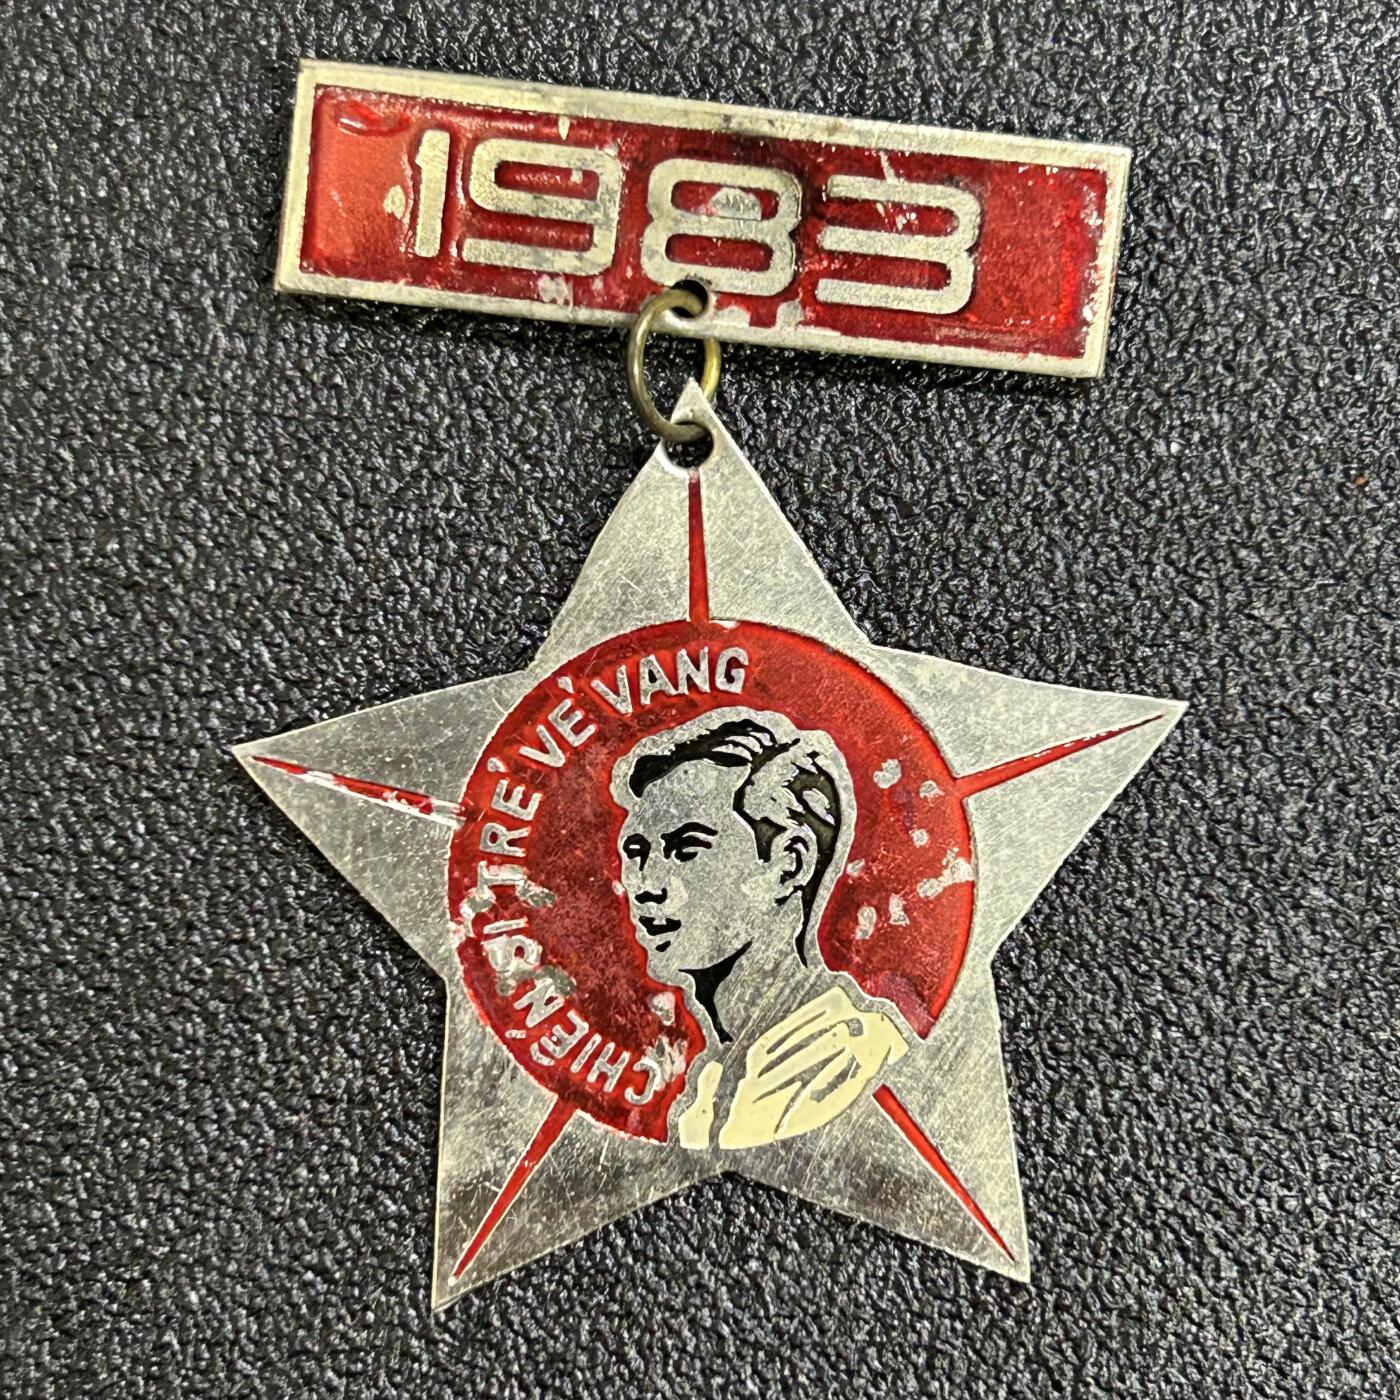 1983
CHIẾN SĨ TRẺ VẺ VANG